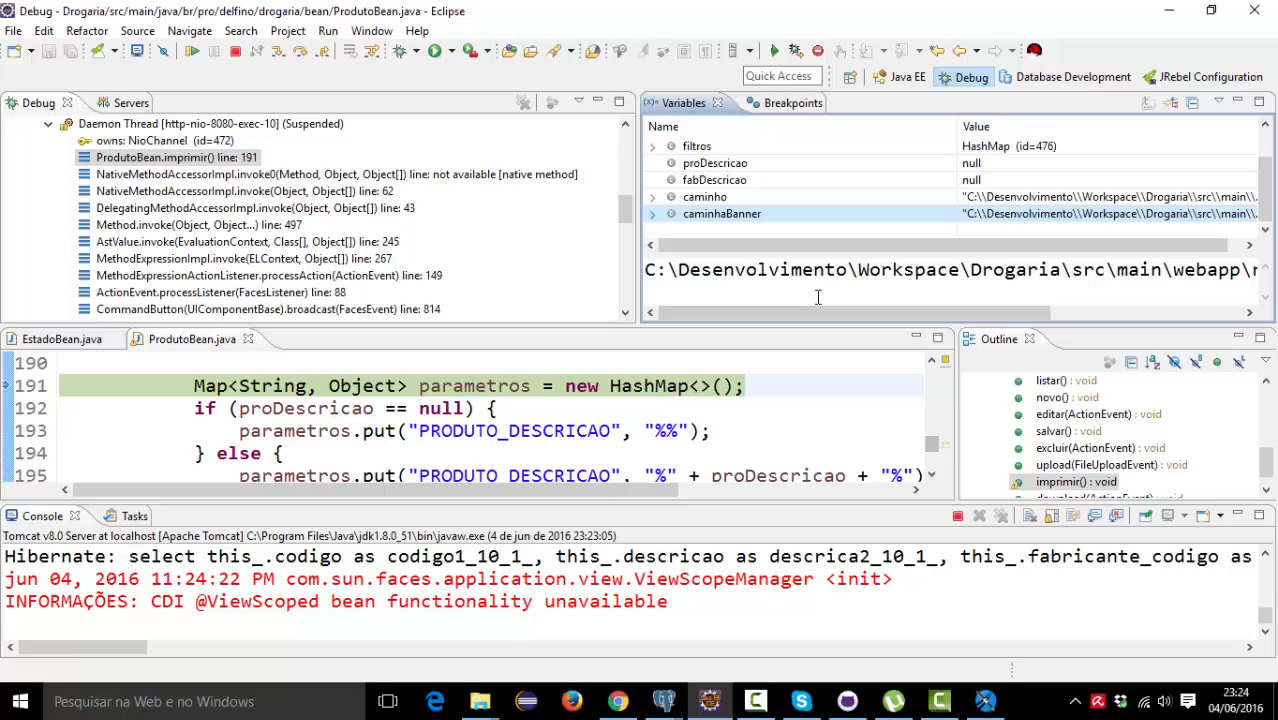 Debug - Drogaria/src/main/java/br/pro/delfino/drogaria/bean/ProdutoBean.java - Eclipse
File Edit Refactor Source Navigate Search Project Run Window Help
Quick Access
Java EE Debug Database Development JRebel Configuration
Debug Servers
Daemon Thread [http-nio-8080-exec-10] (Suspended)
owns: NioChannel (id=472)
ProdutoBean.imprimir() line: 191
NativeMethodAccessorImpl.invoke0(Method, Object, Object[]) line: not available [native method]
NativeMethodAccessorImpl.invoke(Object, Object[]) line: 62
DelegatingMethodAccessorImpl.invoke(Object, Object[]) line: 43
Method.invoke(Object, Object...) line: 497
AstValue.invoke(EvaluationContext, Class[], Object[]) line: 245
MethodExpressionImpl.invoke(ELContext, Object[]) line: 267
MethodExpressionActionListener.processAction(ActionEvent) line: 149
ActionEvent.processListener(FacesListener) line: 88
CommandButton(UIComponentBase).broadcast(FacesEvent) line: 814
(x)= Variables Breakpoints
Name Value
filtros HashMap (id=476)
proDescricao null
fabDescricao null
caminho "C:\\Desenvolvimento\\Workspace\\Drogaria\\src\\main\\...
caminhaBanner "C:\\Desenvolvimento\\Workspace\\Drogaria\\src\\main\\...
C:\Desenvolvimento\Workspace\Drogaria\src\main\webapp\r
EstadoBean.java ProdutoBean.java
190
191 Map<String, Object> parametros = new HashMap<>();
192 if (proDescricao == null) {
193 parametros.put("PRODUTO_DESCRICAO", "%%");
194 } else {
195 parametros.put("PRODUTO_DESCRICAO", "%" + proDescricao + "%")
Outline
listar() : void
novo() : void
editar(ActionEvent) : void
salvar() : void
excluir(ActionEvent) : void
upload(FileUploadEvent) : void
imprimir() : void
download(ActionEvent) : void
Console Tasks
Tomcat v8.0 Server at localhost [Apache Tomcat] C:\Program Files\Java\jdk1.8.0_51\bin\javaw.exe (4 de jun de 2016 23:23:05)
Hibernate: select this_.codigo as codigo1_10_1_, this_.descricao as descrica2_10_1_, this_.fabricante_codigo as
jun 04, 2016 11:24:22 PM com.sun.faces.application.view.ViewScopeManager <init>
INFORMAÇÕES: CDI @ViewScoped bean functionality unavailable
Pesquisar na Web e no Windows
23:24
04/06/2016